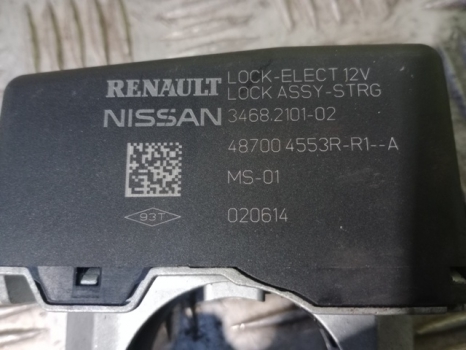 RENAULT LOCK-ELECT 12V
LOCK ASSY-STRG
NISSAN 3468.2101-02
48700 4553R-R1--A
MS-01
93T 020614